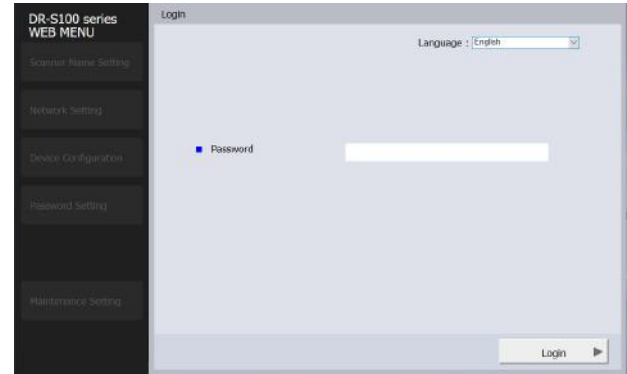 DR-S100 series
WEB MENU
Scanner Name Setting
Network Setting
Device Configuration
Password Setting
Maintenance Setting
Login
Language : English
Password
Login